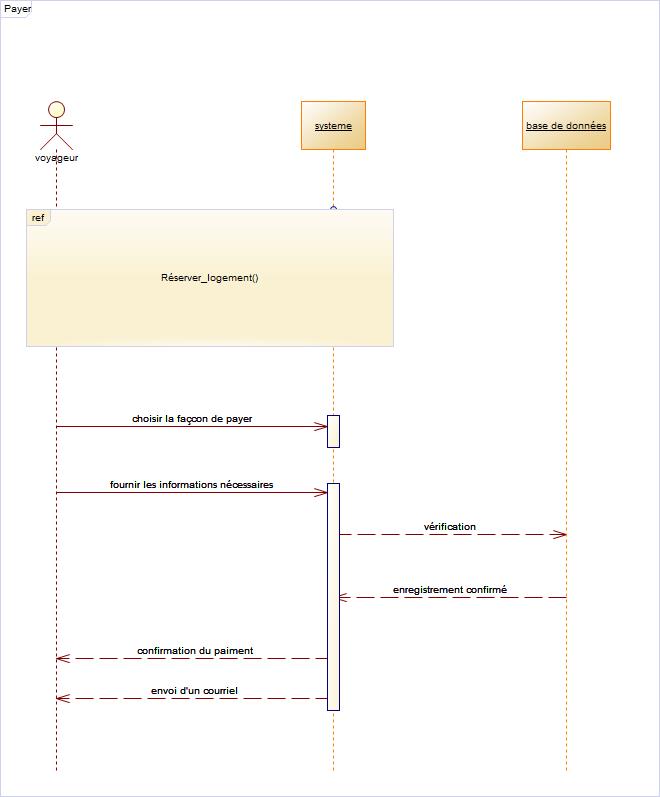 Payer
voyageur
systeme
base de données
ref
Réserver_logement()
choisir la façcon de payer
fournir les informations nécessaires
vérification
enregistrement confirmé
confirmation du paiment
envoi d'un courriel